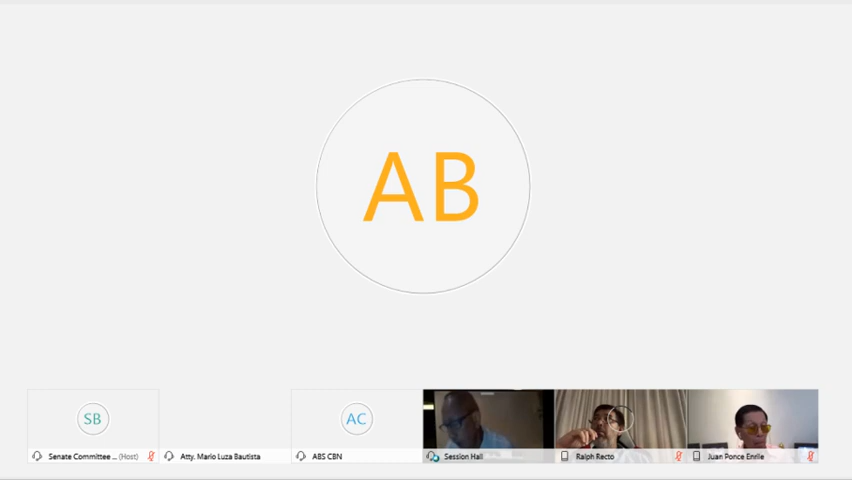 AB
SB
AC
Senate Committee ... (Host)
Atty. Mario Luza Bautista
ABS CBN
Session Hall
Ralph Recto
Juan Ponce Enrile